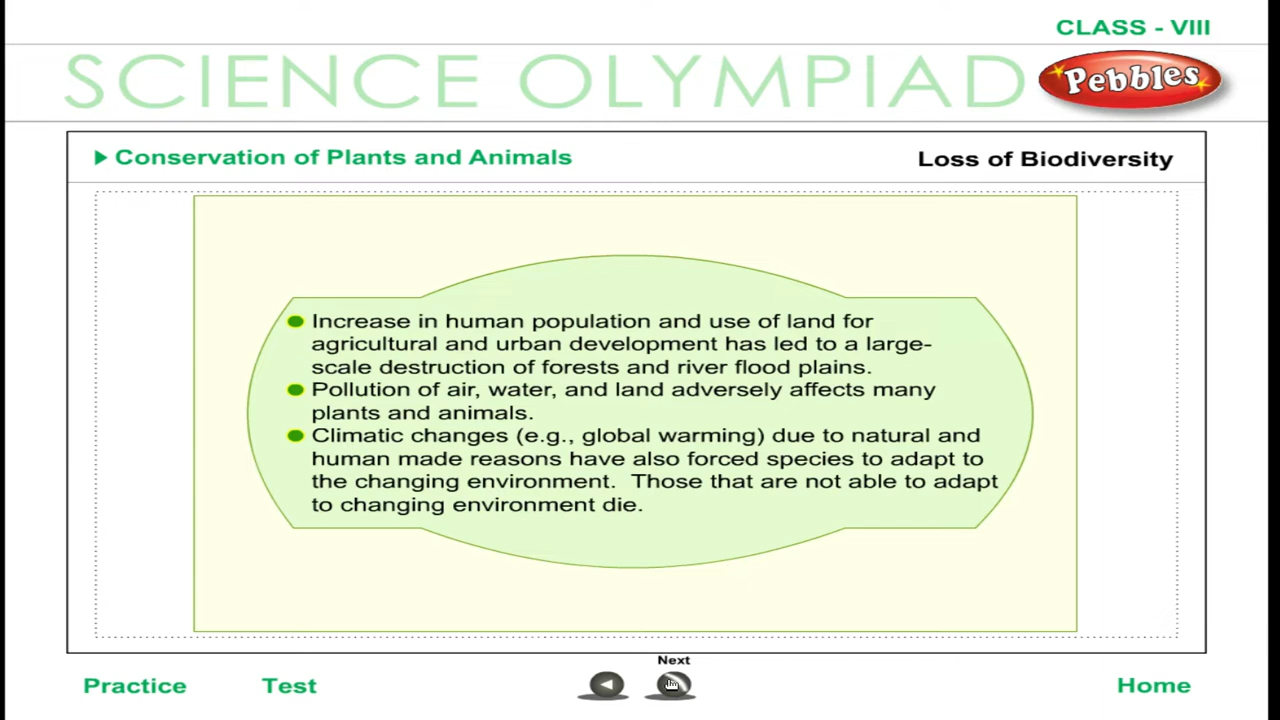 CLASS - VIII
SCIENCE OLYMPIAD
Pebbles
Conservation of Plants and Animals
Loss of Biodiversity
Increase in human population and use of land for
agricultural and urban development has led to a large-
scale destruction of forests and river flood plains.
Pollution of air, water, and land adversely affects many
plants and animals.
Climatic changes (e.g., global warming) due to natural and
human made reasons have also forced species to adapt to
the changing environment. Those that are not able to adapt
to changing environment die.
Next
Practice
Test
Home